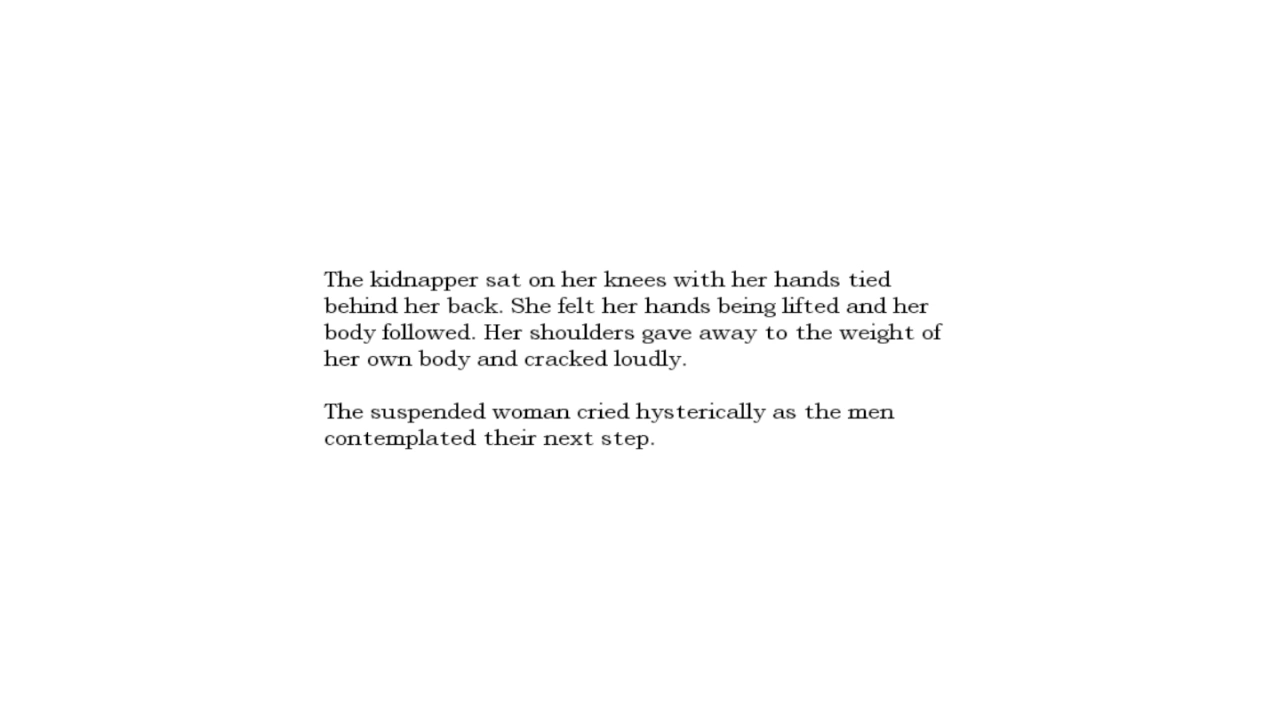 The kidnapper sat on her knees with her hands tied
behind her back. She felt her hands being lifted and her
body followed. Her shoulders gave away to the weight of
her own body and cracked loudly.
The suspended woman cried hysterically as the men
contemplated their next step.